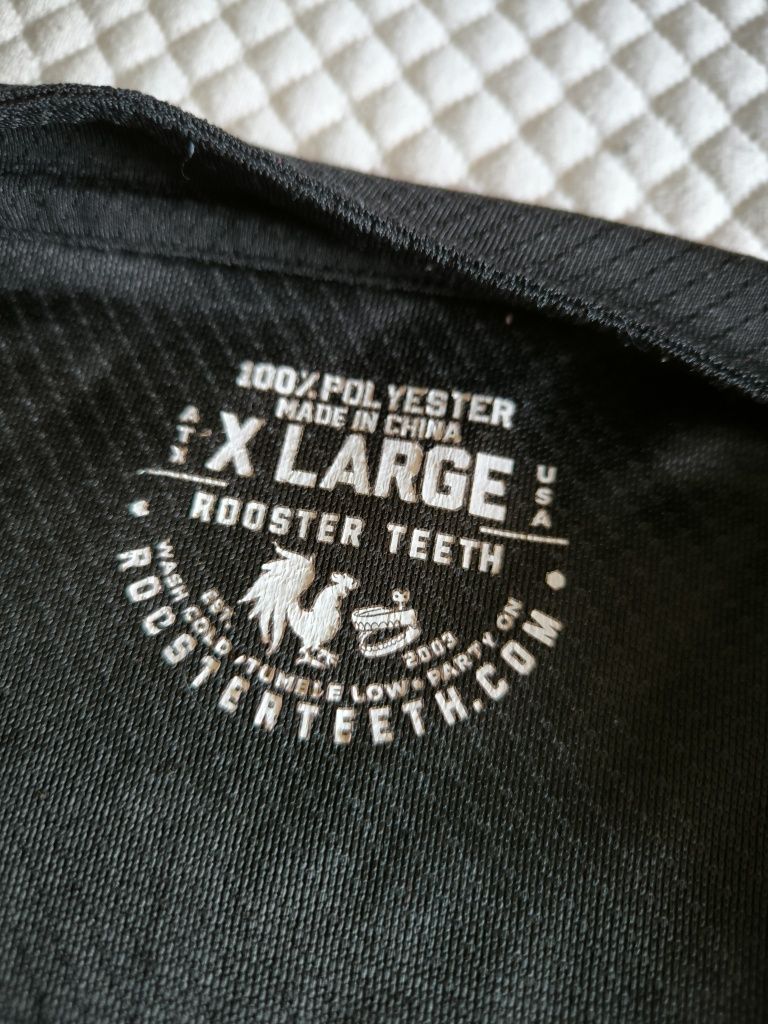 100% POLYESTER
MADE IN CHINA
ATX
X LARGE
USA
ROOSTER TEETH
EST.
2003
WASH COLD • TUMBLE LOW • PARTY ON
ROOSTERTEETH.COM